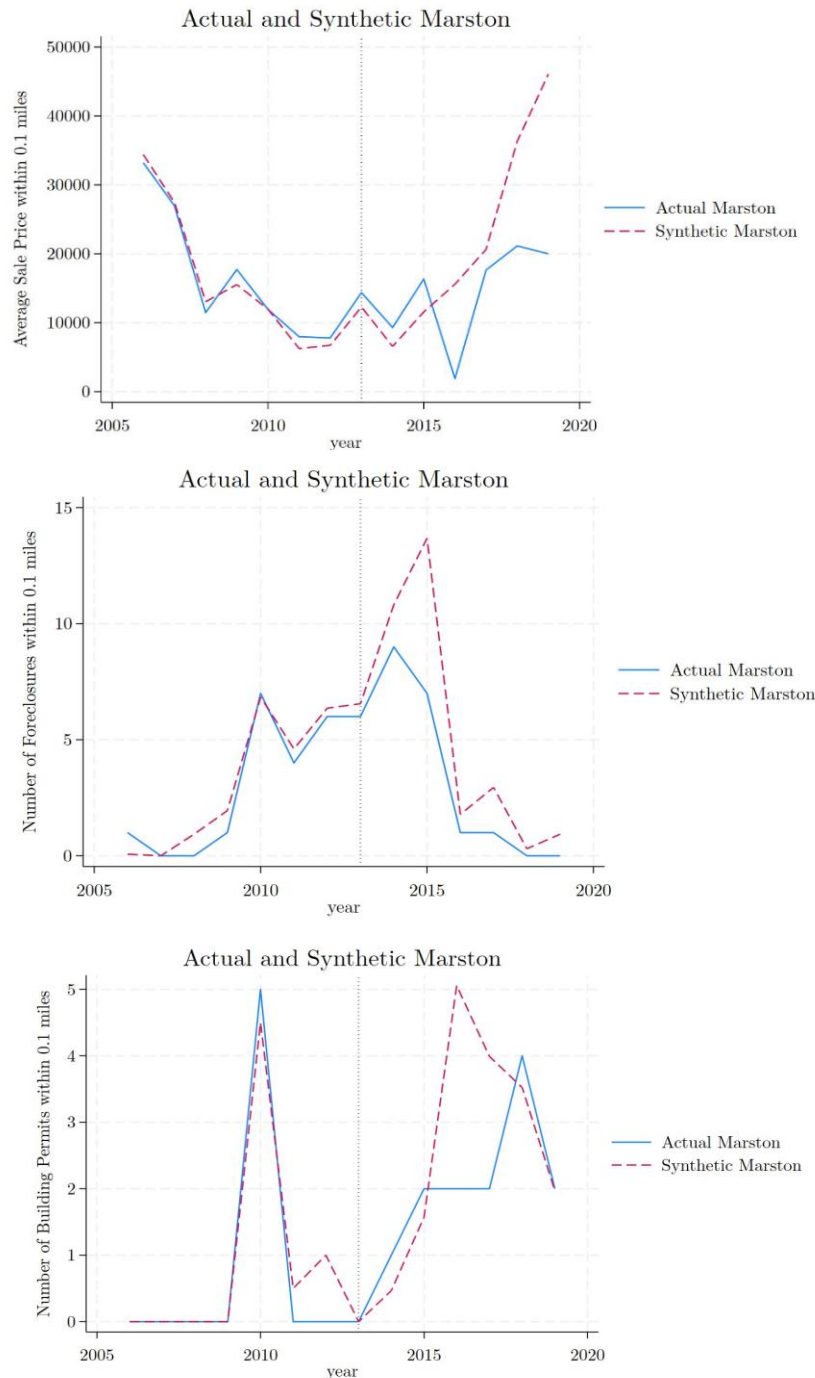 Actual and Synthetic Marston
Average Sale Price within 0.1 miles
50000
40000
30000
20000
10000
0
2005
2010
2015
2020
year
Actual Marston
Synthetic Marston
Actual and Synthetic Marston
Number of Foreclosures within 0.1 miles
15
10
5
0
2005
2010
2015
2020
year
Actual Marston
Synthetic Marston
Actual and Synthetic Marston
Number of Building Permits within 0.1 miles
5
4
3
2
1
0
2005
2010
2015
2020
year
Actual Marston
Synthetic Marston